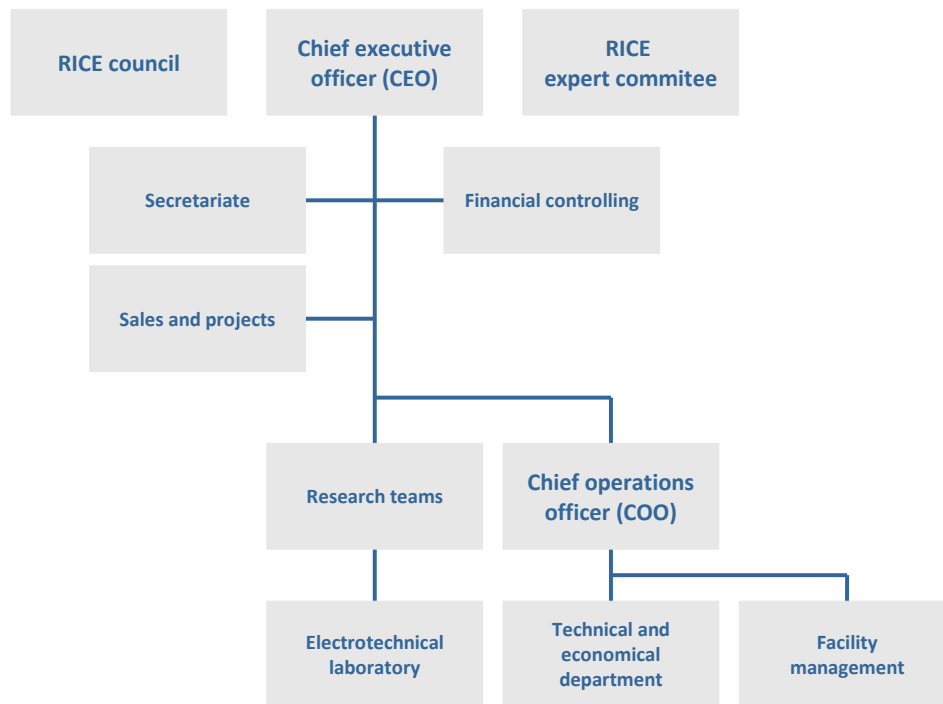 RICE council
Chief executive
officer (CEO)
RICE
expert commitee
Secretariate
Financial controlling
Sales and projects
Research teams
Chief operations
officer (COO)
Electrotechnical
laboratory
Technical and
economical
department
Facility
management